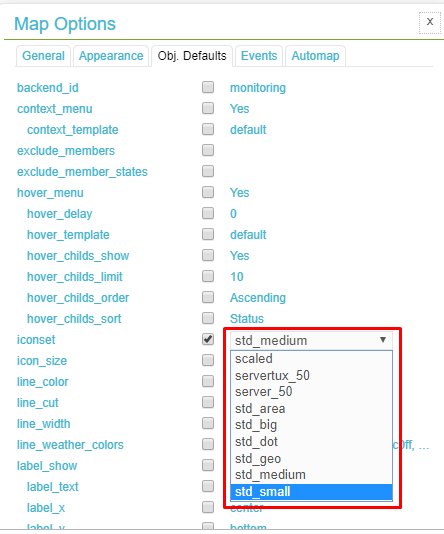 Map Options x
General Appearance Obj. Defaults Events Automap
backend_id monitoring
context_menu Yes
context_template default
exclude_members
exclude_member_states
hover_menu Yes
hover_delay 0
hover_template default
hover_childs_show Yes
hover_childs_limit 10
hover_childs_order Ascending
hover_childs_sort Status
iconset std_medium
icon_size scaled
servertux_50
line_color server_50
line_cut std_area
std_big
line_width std_dot
line_weather_colors std_geo c0ff, ...
label_show std_medium
label_text std_small
label_x center
label_y bottom